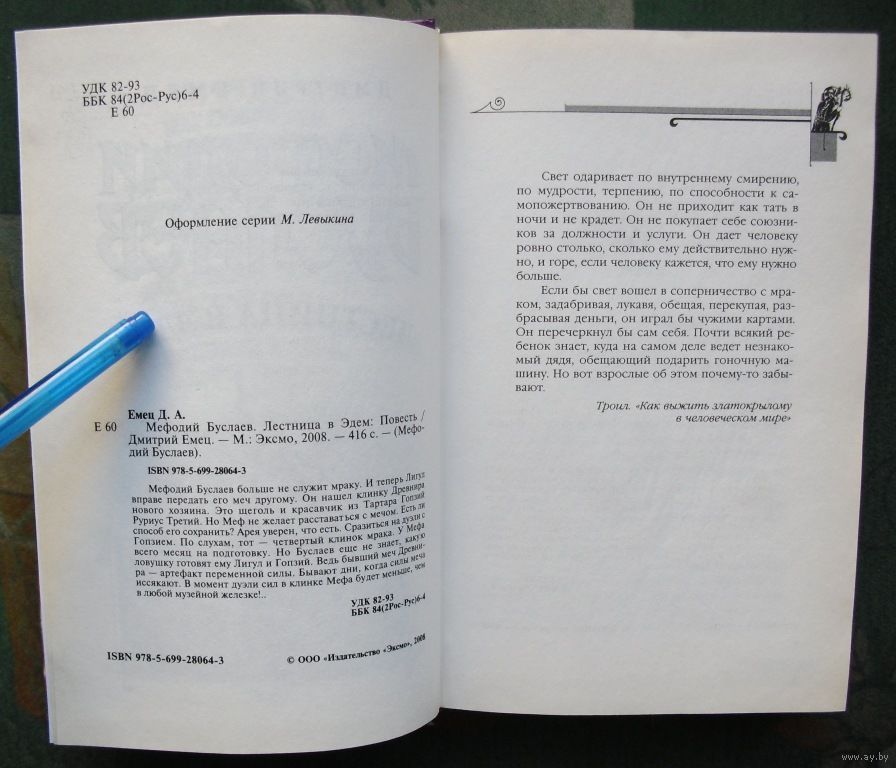 УДК 82-93
ББК 84(2Рос-Рус)6-4
Е 60
Оформление серии М. Левыкина
Емец Д. А.
Е 60 Мефодий Буслаев. Лестница в Эдем: Повесть /
Дмитрий Емец. — М.: Эксмо, 2008. — 416 с. — (Мефо-
дий Буслаев).
ISBN 978-5-699-28064-3
Мефодий Буслаев больше не служит мраку. И теперь Лигул
вправе передать его меч другому. Он нашел клинку Древнира
нового хозяина. Это щеголь и красавчик из Тартара Гопзий
Руриус Третий. Но Меф не желает расставаться с мечом. Есть ли
способ его сохранить? Арея уверен, что есть. Сразиться на дуэли с
Гопзием. По слухам, тот — четвертый клинок мрака. У Мефа
всего месяц на подготовку. Но Буслаев еще не знает, какую
ловушку готовят ему Лигул и Гопзий. Ведь бывший меч Древни-
ра — артефакт переменной силы. Бывают дни, когда силы меча
иссякают. В момент дуэли сил в клинке Мефа будет меньше, чем
в любой музейной железке!..
УДК 82-93
ББК 84(2Рос-Рус)6-4
ISBN 978-5-699-28064-3
© ООО «Издательство «Эксмо», 2008
Свет одаривает по внутреннему смирению,
по мудрости, терпению, по способности к са-
мопожертвованию. Он не приходит как тать в
ночи и не крадет. Он не покупает себе союзни-
ков за должности и услуги. Он дает человеку
ровно столько, сколько ему действительно нуж-
но, и горе, если человеку кажется, что ему нужно
больше.
Если бы свет вошел в соперничество с мра-
ком, задабривая, лукавя, обещая, перекупая, раз-
брасывая деньги, он играл бы чужими картами.
Он перечеркнул бы сам себя. Почти всякий ре-
бенок знает, куда на самом деле ведет незнако-
мый дядя, обещающий подарить гоночную ма-
шину. Но вот взрослые об этом почему-то забы-
вают.
Троил. «Как выжить златокрылому
в человеческом мире»
www.ay.by